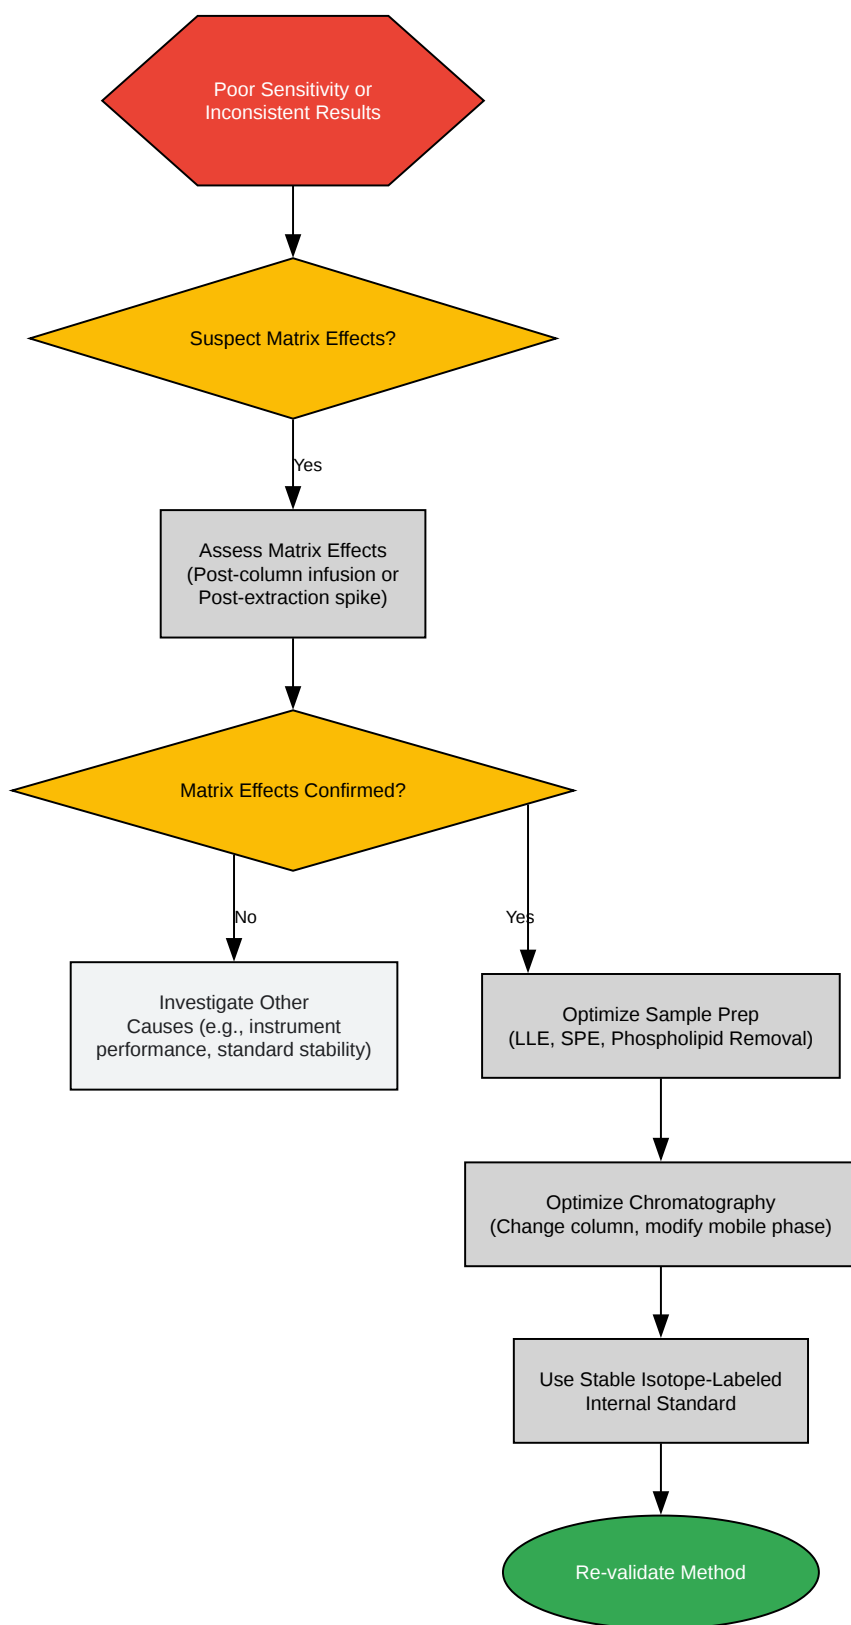 Poor Sensitivity or
Inconsistent Results
Suspect Matrix Effects?
Yes
Assess Matrix Effects
(Post-column infusion or
Post-extraction spike)
Matrix Effects Confirmed?
No
Yes
Investigate Other
Causes (e.g., instrument
performance, standard stability)
Optimize Sample Prep
(LLE, SPE, Phospholipid Removal)
Optimize Chromatography
(Change column, modify mobile phase)
Use Stable Isotope-Labeled
Internal Standard
Re-validate Method